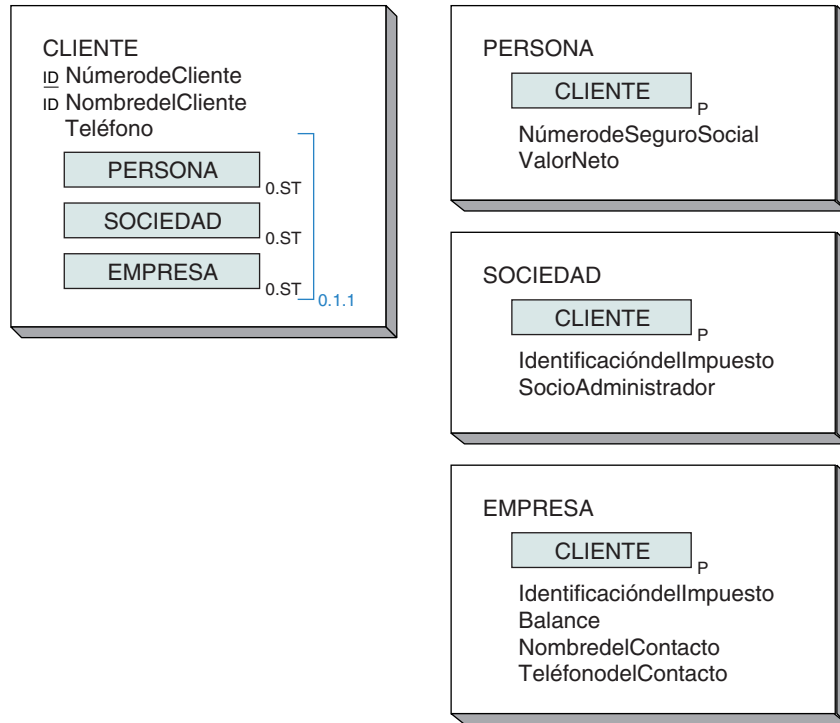 CLIENTE
ID NúmerodeCliente
ID NombredelCliente
Teléfono
PERSONA
0.ST
SOCIEDAD
0.ST
EMPRESA
0.ST
0.1.1
PERSONA
CLIENTE
P
NúmerodeSeguroSocial
ValorNeto
SOCIEDAD
CLIENTE
P
IdentificacióndelImpuesto
SocioAdministrador
EMPRESA
CLIENTE
P
IdentificacióndelImpuesto
Balance
NombredelContacto
TeléfonodelContacto